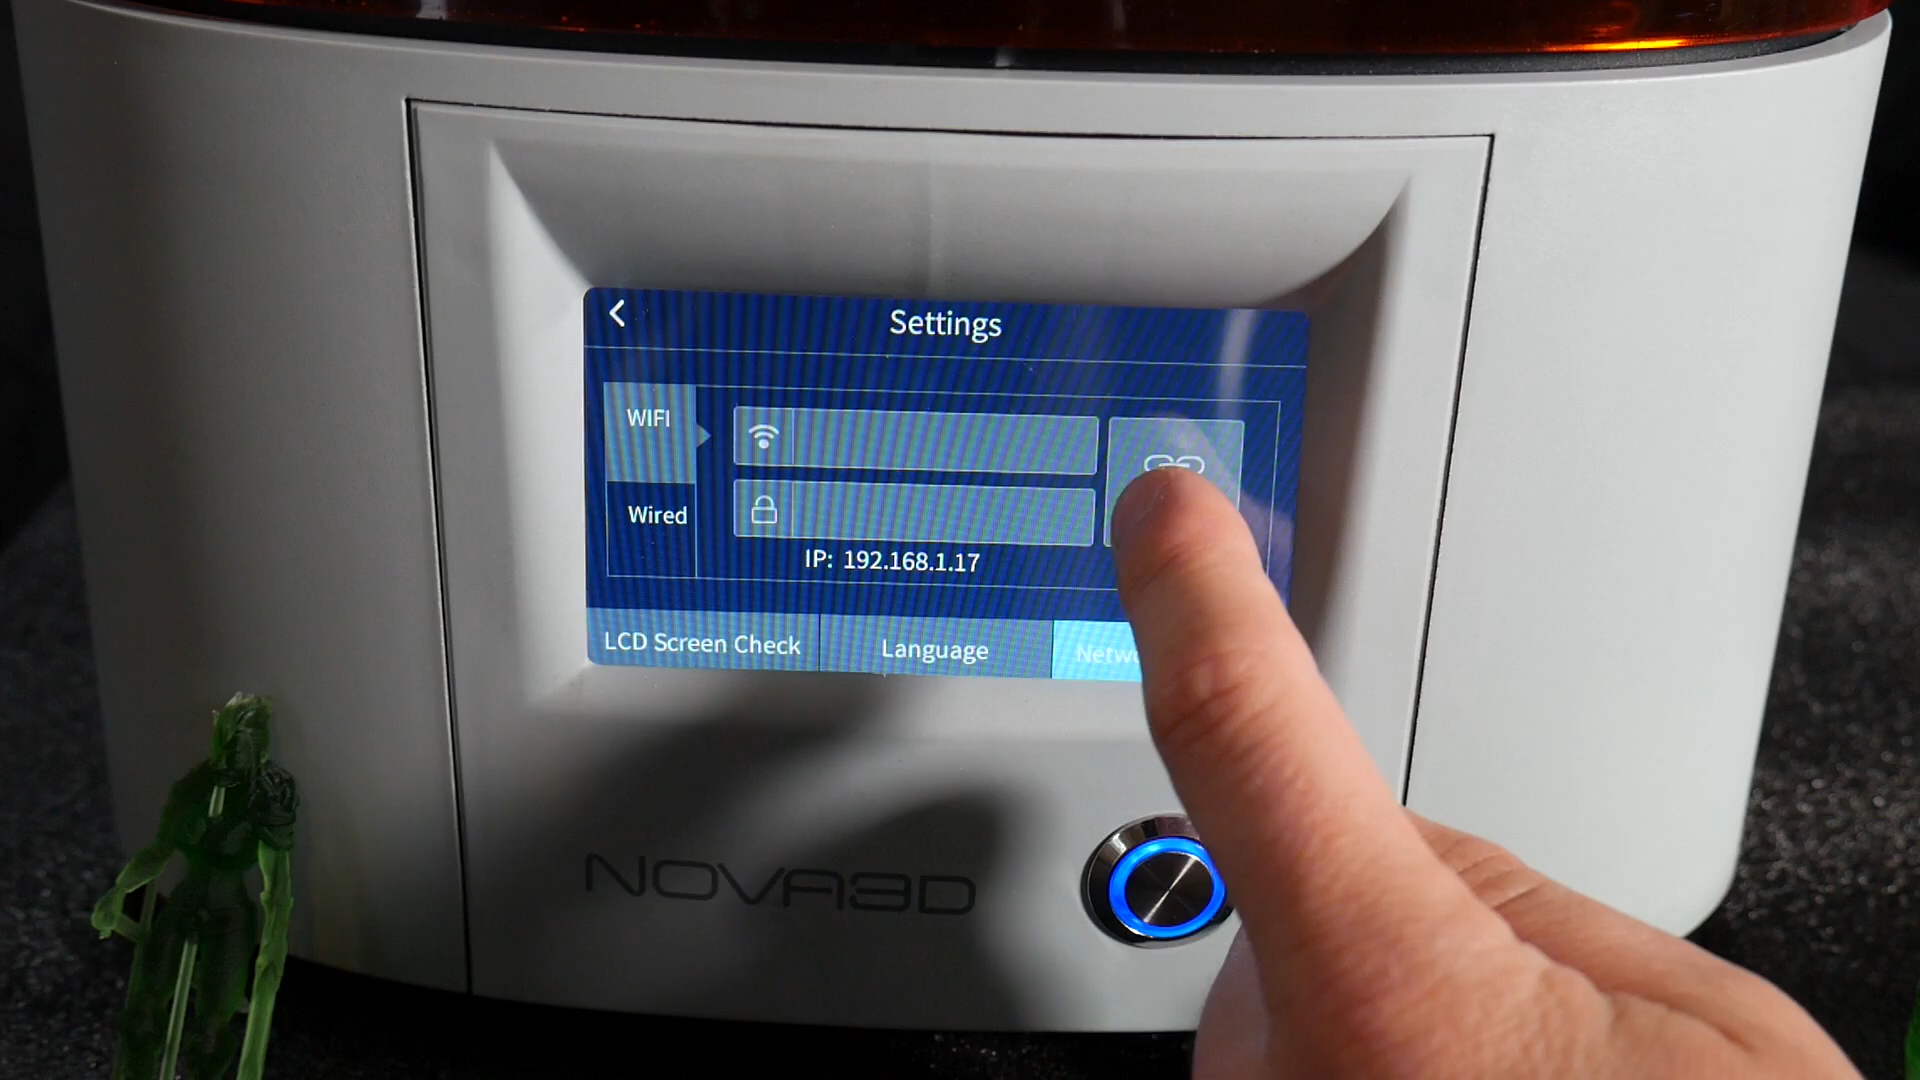 Settings
WIFI
Wired
IP: 192.168.1.17
LCD Screen Check
Language
NOVA3D